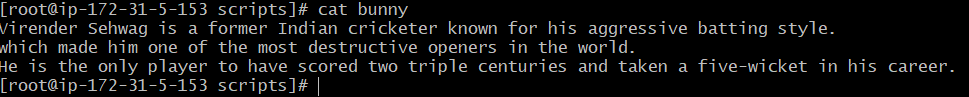 [root@ip-172-31-5-153 scripts]# cat bunny
Virender Sehwag is a former Indian cricketer known for his aggressive batting style.
which made him one of the most destructive openers in the world.
He is the only player to have scored two triple centuries and taken a five-wicket in his career.
[root@ip-172-31-5-153 scripts]#